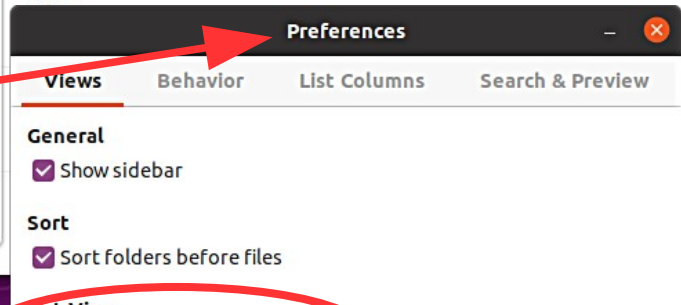 Preferences
Views Behavior List Columns Search & Preview
General
Show sidebar
Sort
Sort folders before files